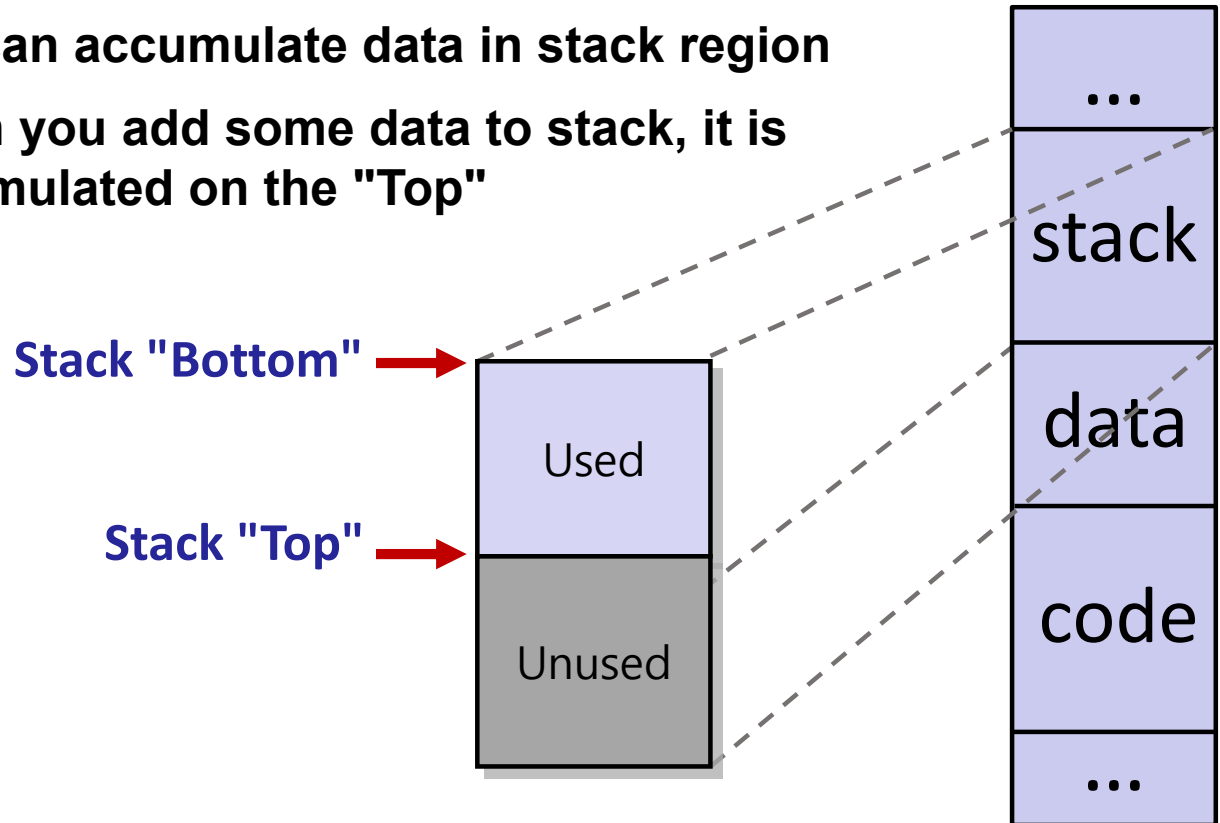 an accumulate data in stack region
you add some data to stack, it is
mulated on the "Top"
...
stack
Stack "Bottom"
data
Used
Stack "Top"
code
Unused
...